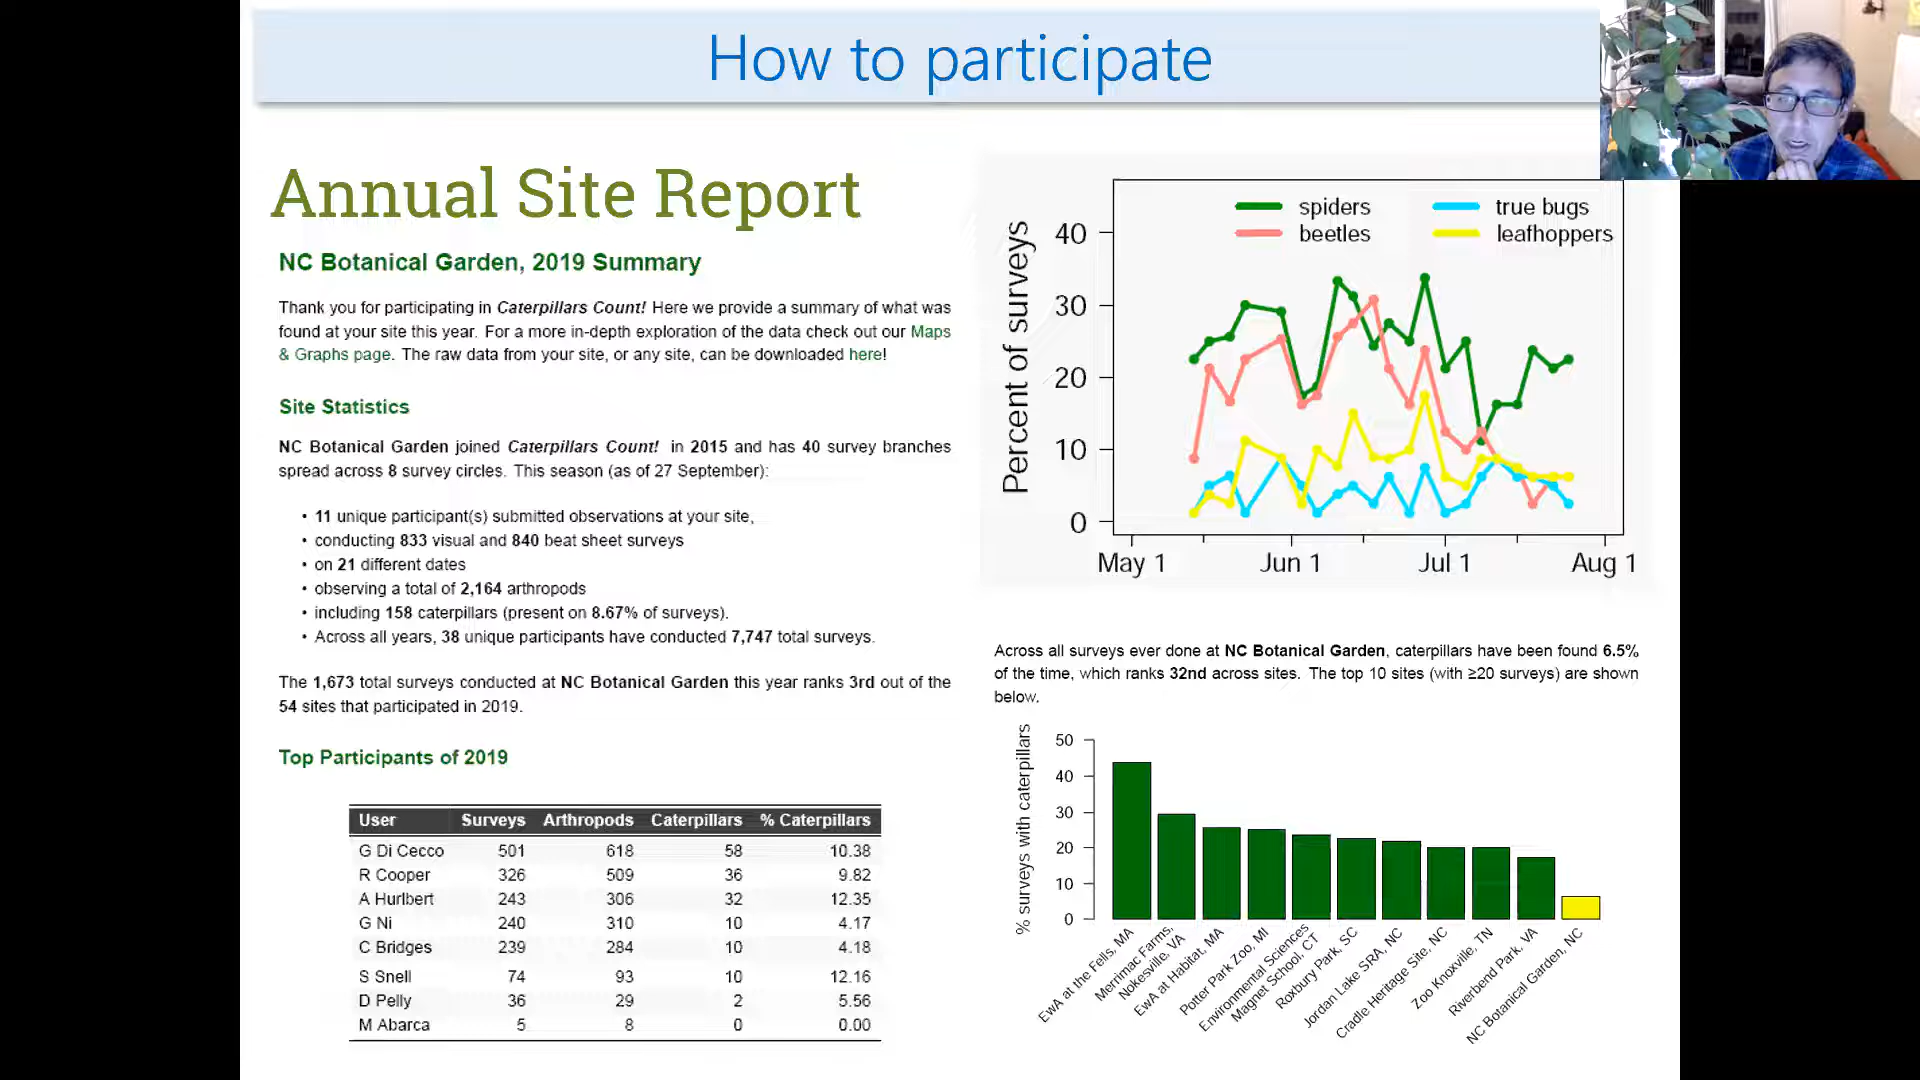 How to participate
Annual Site Report
NC Botanical Garden, 2019 Summary
Thank you for participating in Caterpillars Count! Here we provide a summary of what was
found at your site this year. For a more in-depth exploration of the data check out our Maps
& Graphs page. The raw data from your site, or any site, can be downloaded here!
Site Statistics
NC Botanical Garden joined Caterpillars Count! in 2015 and has 40 survey branches
spread across 8 survey circles. This season (as of 27 September):
• 11 unique participant(s) submitted observations at your site,
• conducting 833 visual and 840 beat sheet surveys
• on 21 different dates
• observing a total of 2,164 arthropods
• including 158 caterpillars (present on 8.67% of surveys).
• Across all years, 38 unique participants have conducted 7,747 total surveys.
The 1,673 total surveys conducted at NC Botanical Garden this year ranks 3rd out of the
54 sites that participated in 2019.
Top Participants of 2019
User Surveys Arthropods Caterpillars % Caterpillars
G Di Cecco 501 618 58 10.38
R Cooper 326 509 36 9.82
A Hurlbert 243 306 32 12.35
G Ni 240 310 10 4.17
C Bridges 239 284 10 4.18
S Snell 74 93 10 12.16
D Pelly 36 29 2 5.56
M Abarca 5 8 0 0.00
spiders true bugs
beetles leafhoppers
Percent of surveys
40
30
20
10
0
May 1 Jun 1 Jul 1 Aug 1
Across all surveys ever done at NC Botanical Garden, caterpillars have been found 6.5%
of the time, which ranks 32nd across sites. The top 10 sites (with ≥20 surveys) are shown
below.
% surveys with caterpillars
50
40
30
20
10
0
EwA at the Fells, MA
Merrimac Farms,
Nokesville, VA
EwA at Habitat, MA
Potter Park Zoo, MI
Environmental Sciences
Magnet School, CT
Roxbury Park, SC
Jordan Lake SRA, NC
Cradle Heritage Site, NC
Zoo Knoxville, TN
Riverbend Park, VA
NC Botanical Garden, NC